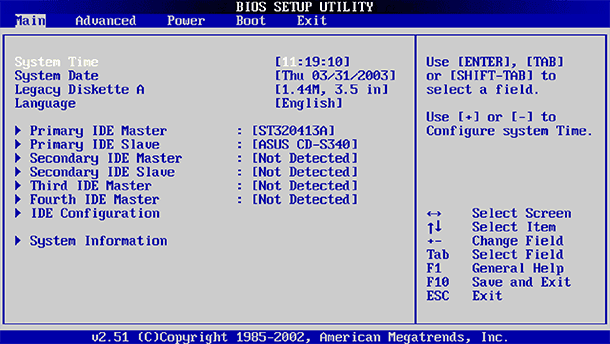 BIOS SETUP UTILITY
Main Advanced Power Boot Exit
System Time [11:19:10]
System Date [Thu 03/31/2003]
Legacy Diskette A [1.44M, 3.5 in]
Language [English]
Primary IDE Master : [ST320413A]
Primary IDE Slave : [ASUS CD-S340]
Secondary IDE Master : [Not Detected]
Secondary IDE Slave : [Not Detected]
Third IDE Master : [Not Detected]
Fourth IDE Master : [Not Detected]
IDE Configuration
System Information
Use [ENTER], [TAB]
or [SHIFT-TAB] to
select a field.
Use [+] or [-] to
Configure system Time.
↔ Select Screen
↑↓ Select Item
+- Change Field
Tab Select Field
F1 General Help
F10 Save and Exit
ESC Exit
v2.51 (C)Copyright 1985-2002, American Megatrends, Inc.